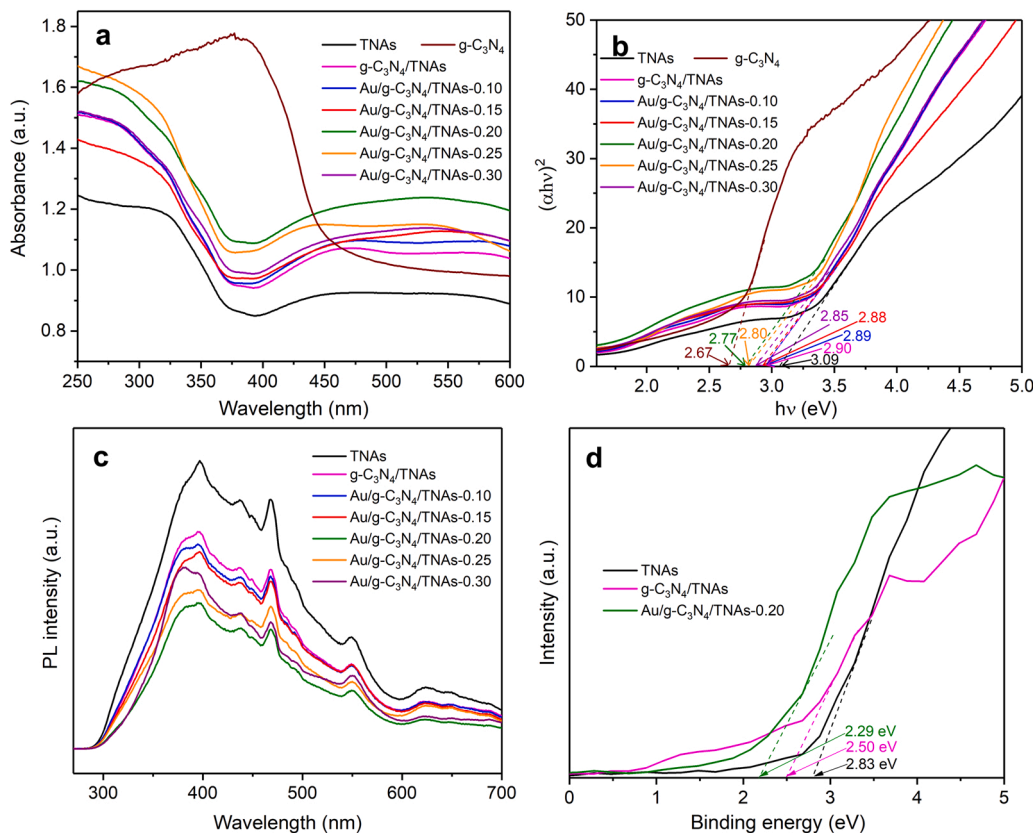 a
TNAs
g-C₃N₄
g-C₃N₄/TNAs
Au/g-C₃N₄/TNAs-0.10
Au/g-C₃N₄/TNAs-0.15
Au/g-C₃N₄/TNAs-0.20
Au/g-C₃N₄/TNAs-0.25
Au/g-C₃N₄/TNAs-0.30
Absorbance (a.u.)
1.8
1.6
1.4
1.2
1.0
0.8
250 300 350 400 450 500 550 600
Wavelength (nm)
b
TNAs
g-C₃N₄
g-C₃N₄/TNAs
Au/g-C₃N₄/TNAs-0.10
Au/g-C₃N₄/TNAs-0.15
Au/g-C₃N₄/TNAs-0.20
Au/g-C₃N₄/TNAs-0.25
Au/g-C₃N₄/TNAs-0.30
(αhν)²
50
40
30
20
10
0
2.67
2.77
2.80
2.85
2.88
2.89
2.90
3.09
2.0 2.5 3.0 3.5 4.0 4.5 5.0
hν (eV)
c
TNAs
g-C₃N₄/TNAs
Au/g-C₃N₄/TNAs-0.10
Au/g-C₃N₄/TNAs-0.15
Au/g-C₃N₄/TNAs-0.20
Au/g-C₃N₄/TNAs-0.25
Au/g-C₃N₄/TNAs-0.30
PL intensity (a.u.)
300 400 500 600 700
Wavelength (nm)
d
TNAs
g-C₃N₄/TNAs
Au/g-C₃N₄/TNAs-0.20
Intensity (a.u.)
2.29 eV
2.50 eV
2.83 eV
0 1 2 3 4 5
Binding energy (eV)